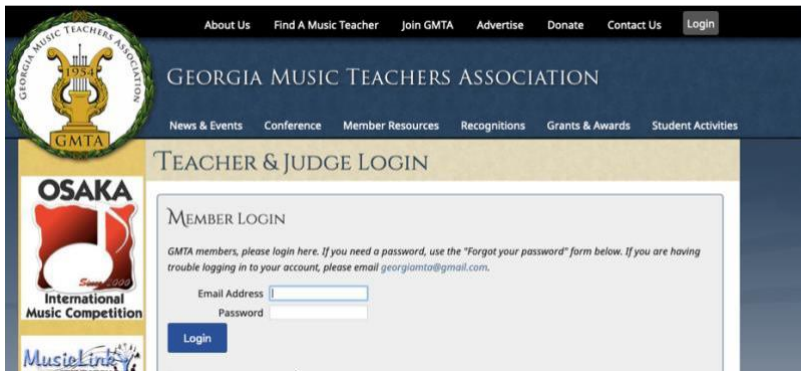 About Us Find A Music Teacher Join GMTA Advertise Donate Contact Us Login
GEORGIA MUSIC TEACHERS ASSOCIATION
1954
GMTA
GEORGIA MUSIC TEACHERS ASSOCIATION
News & Events Conference Member Resources Recognitions Grants & Awards Student Activities
TEACHER & JUDGE LOGIN
OSAKA
Since 2000
International
Music Competition
MusicLink
MEMBER LOGIN
GMTA members, please login here. If you need a password, use the "Forgot your password" form below. If you are having
trouble logging in to your account, please email georgiamta@gmail.com.
Email Address
Password
Login